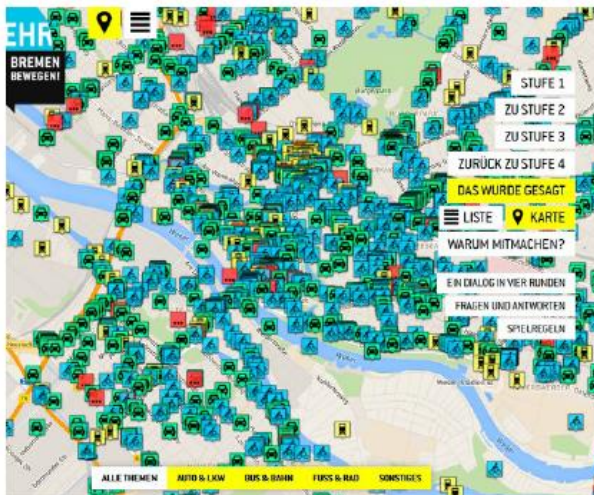 EHR
BREMEN
BEWEGEN!
STUFE 1
ZU STUFE 2
ZU STUFE 3
ZURÜCK ZU STUFE 4
DAS WURDE GESAGT
LISTE
KARTE
WARUM MITMACHEN?
EIN DIALOG IN VIER RUNDEN
FRAGEN UND ANTWORTEN
SPIELREGELN
Bürgerpark
ALLE THEMEN
AUTO & LKW
BUS & BAHN
FUSS & RAD
SONSTIGES